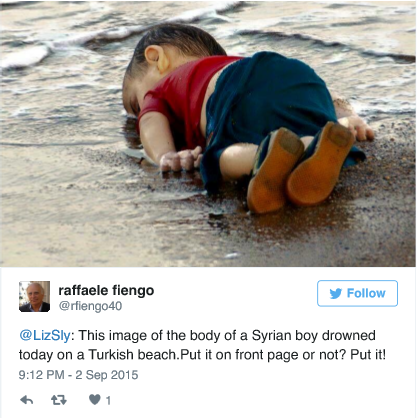 raffaele fiengo
@rfiengo40
Follow
@LizSly: This image of the body of a Syrian boy drowned
today on a Turkish beach.Put it on front page or not? Put it!
9:12 PM - 2 Sep 2015
1